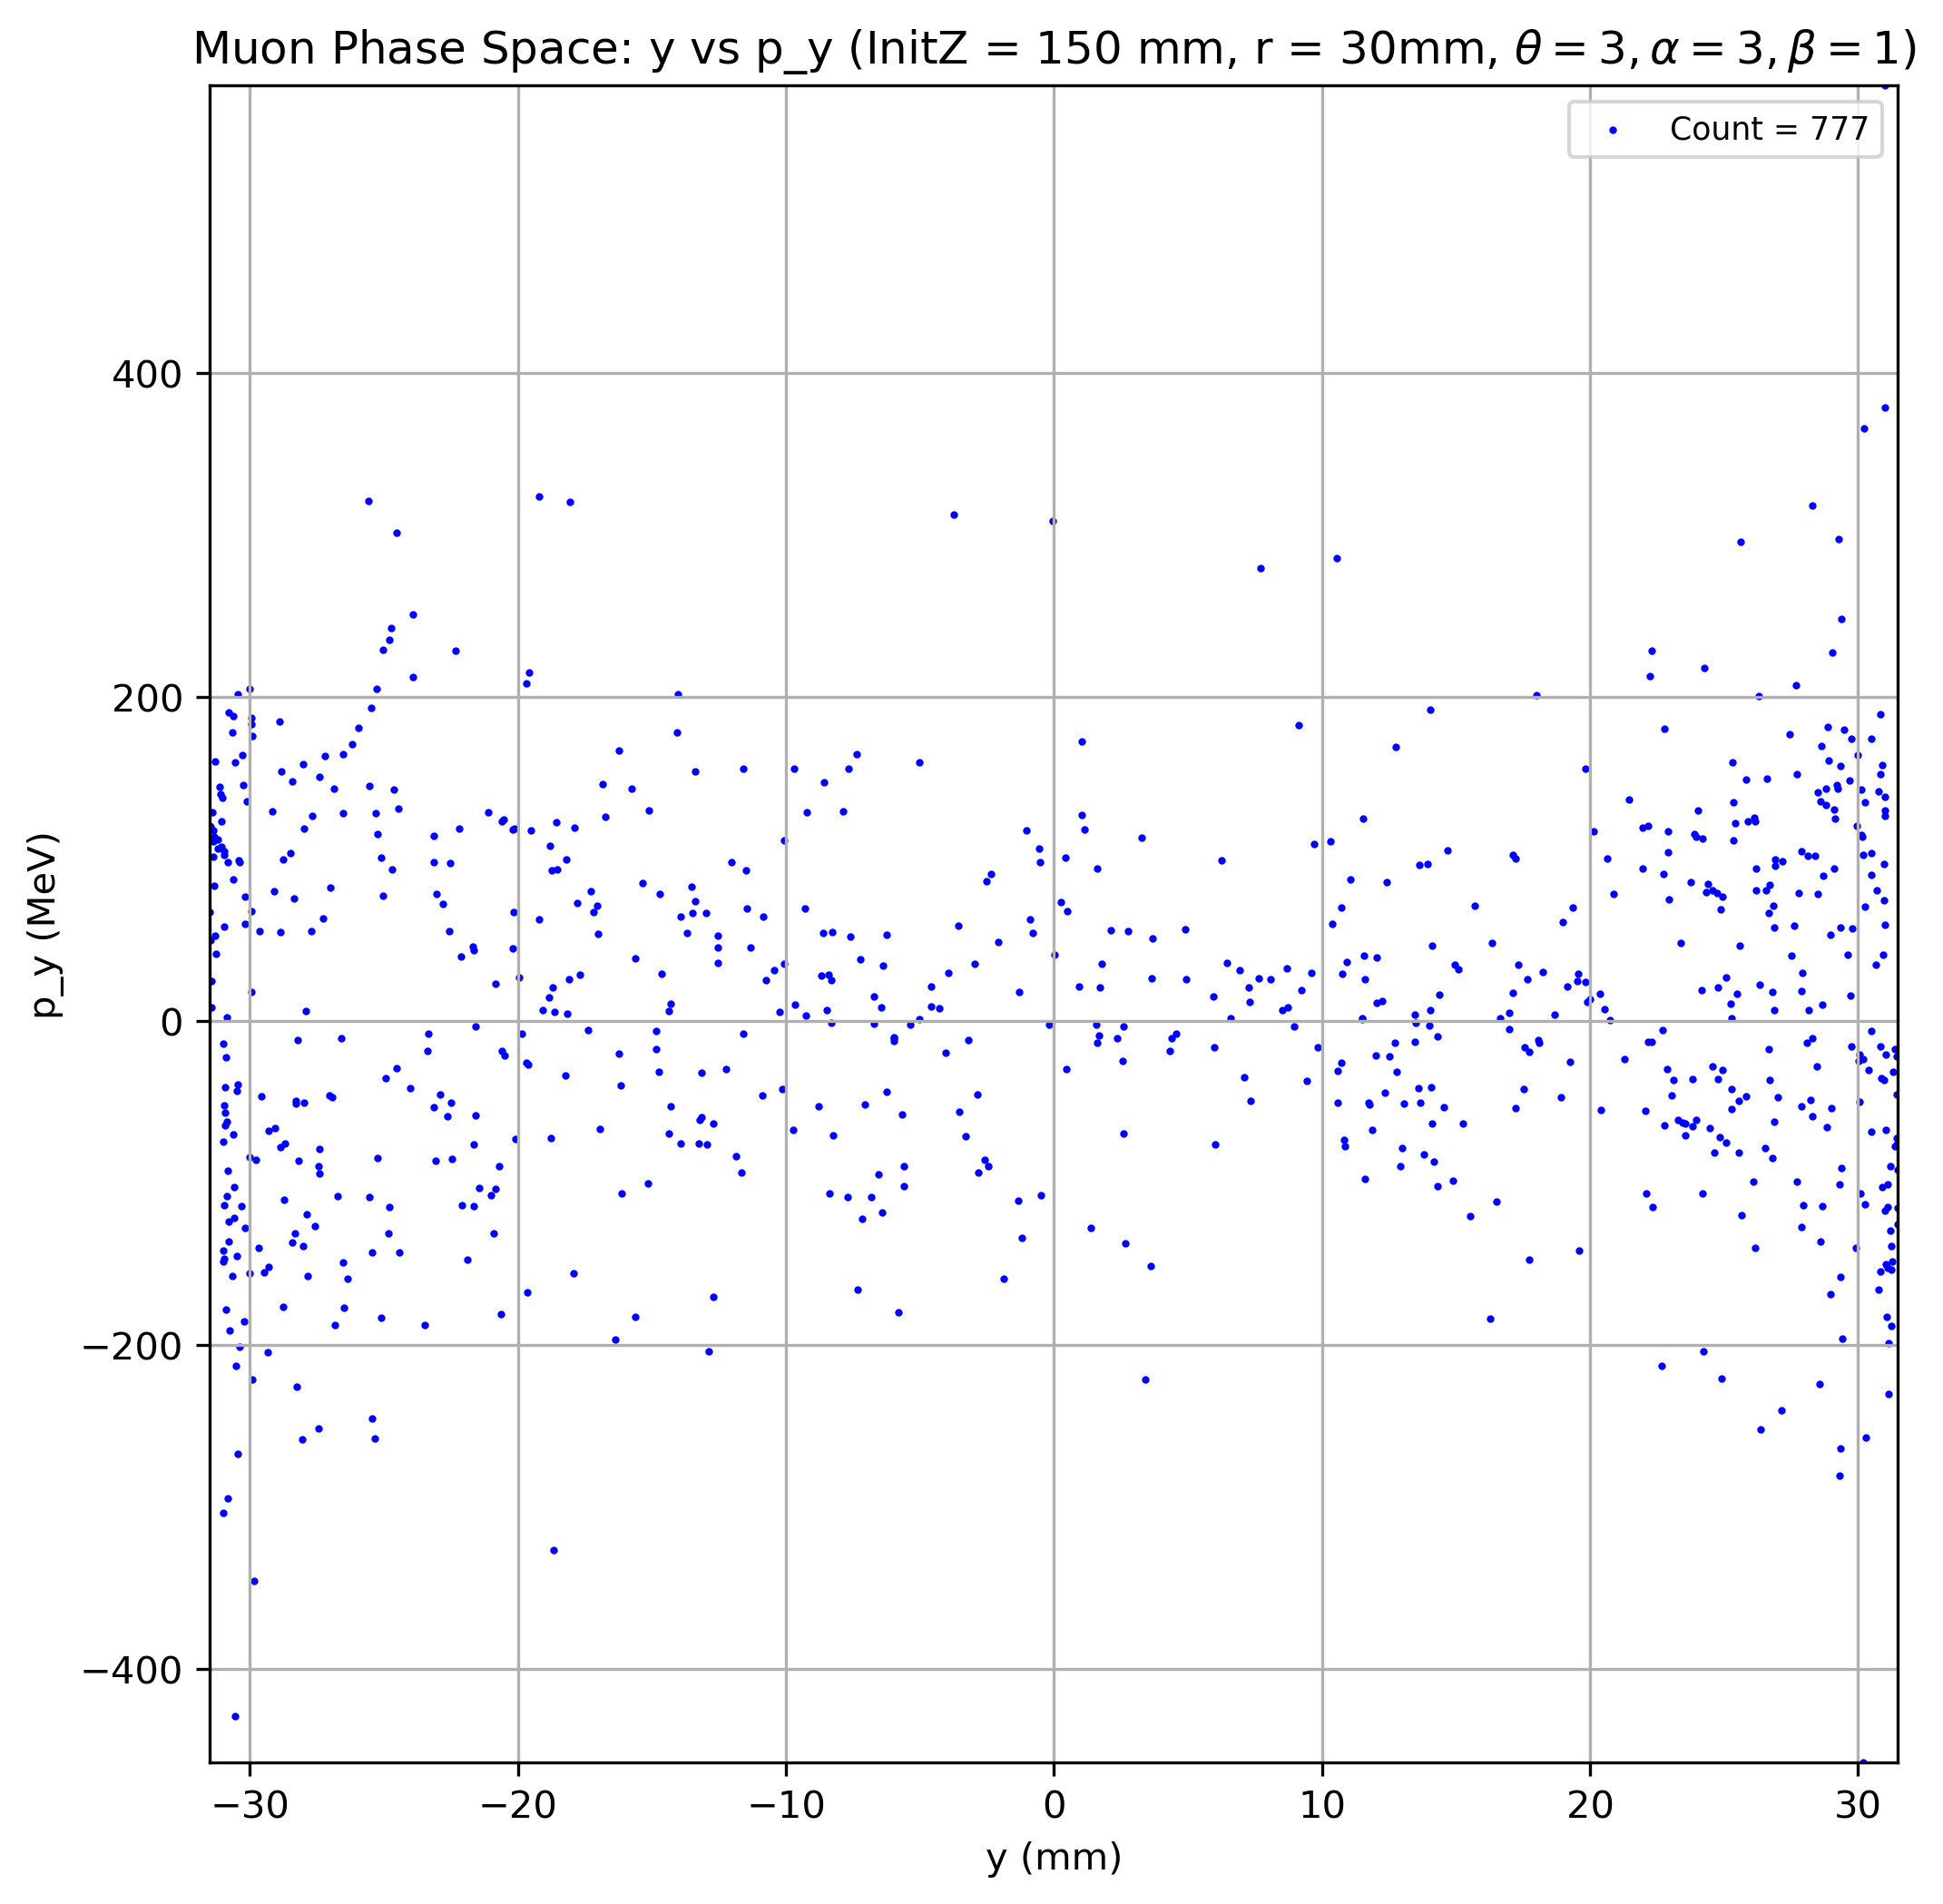 Muon Phase Space: y vs p_y (InitZ = 150 mm, r = 30mm, θ = 3, α = 3, β = 1)
Count = 777
400
200
0
−200
−400
p_y (MeV)
−30 −20 −10 0 10 20 30
y (mm)